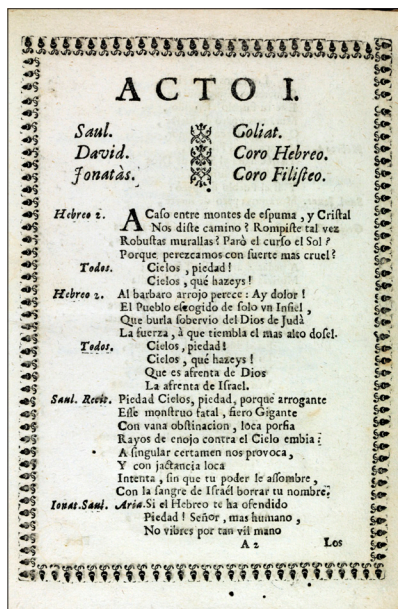 ACTO I.
Saul. Goliat.
David. Coro Hebreo.
Jonatàs. Coro Filisteo.
Hebreo 2. ACaso entre montes de espuma, y Cristal
Nos diste camino? Rompiste tal vez
Robustas murallas? Parò el curso el Sol?
Porque perezcamos con suerte mas cruel?
Todos. Cielos, piedad!
Cielos, qué hazeys!
Hebreo 2. Al barbaro arrojo perece: Ay dolor!
El Pueblo escogido de solo vn Infiel,
Que burla sobervio del Dios de Judà
La fuerza, à que tiembla el mas alto dosel.
Todos. Cielos, piedad!
Cielos, qué hazeys!
Que es afrenta de Dios
La afrenta de Israel.
Saul. Recit. Piedad Cielos, piedad, porque arrogante
Esse monstruo fatal, fiero Gigante
Con vana obstinacion, loca porfia
Rayos de enojo contra el Cielo embia:
A singular certamen nos provoca,
Y con jactancia loca
Intenta, sin que tu poder le assombre,
Con la sangre de Israél borrar tu nombre.
Ionat.Saul. Aria. Si el Hebreo te ha ofendido
Piedad! Señor, mas humano,
No vibres por tan vil mano
A 2 Los